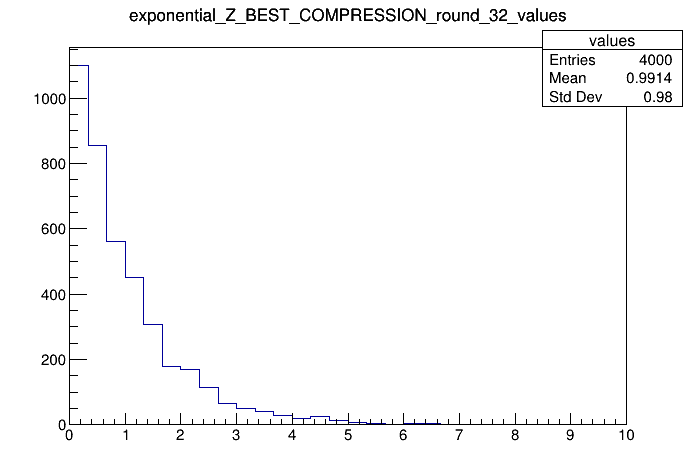 exponential_Z_BEST_COMPRESSION_round_32_values
values
Entries 4000
Mean 0.9914
Std Dev 0.98
1000
800
600
400
200
0
0 1 2 3 4 5 6 7 8 9 10